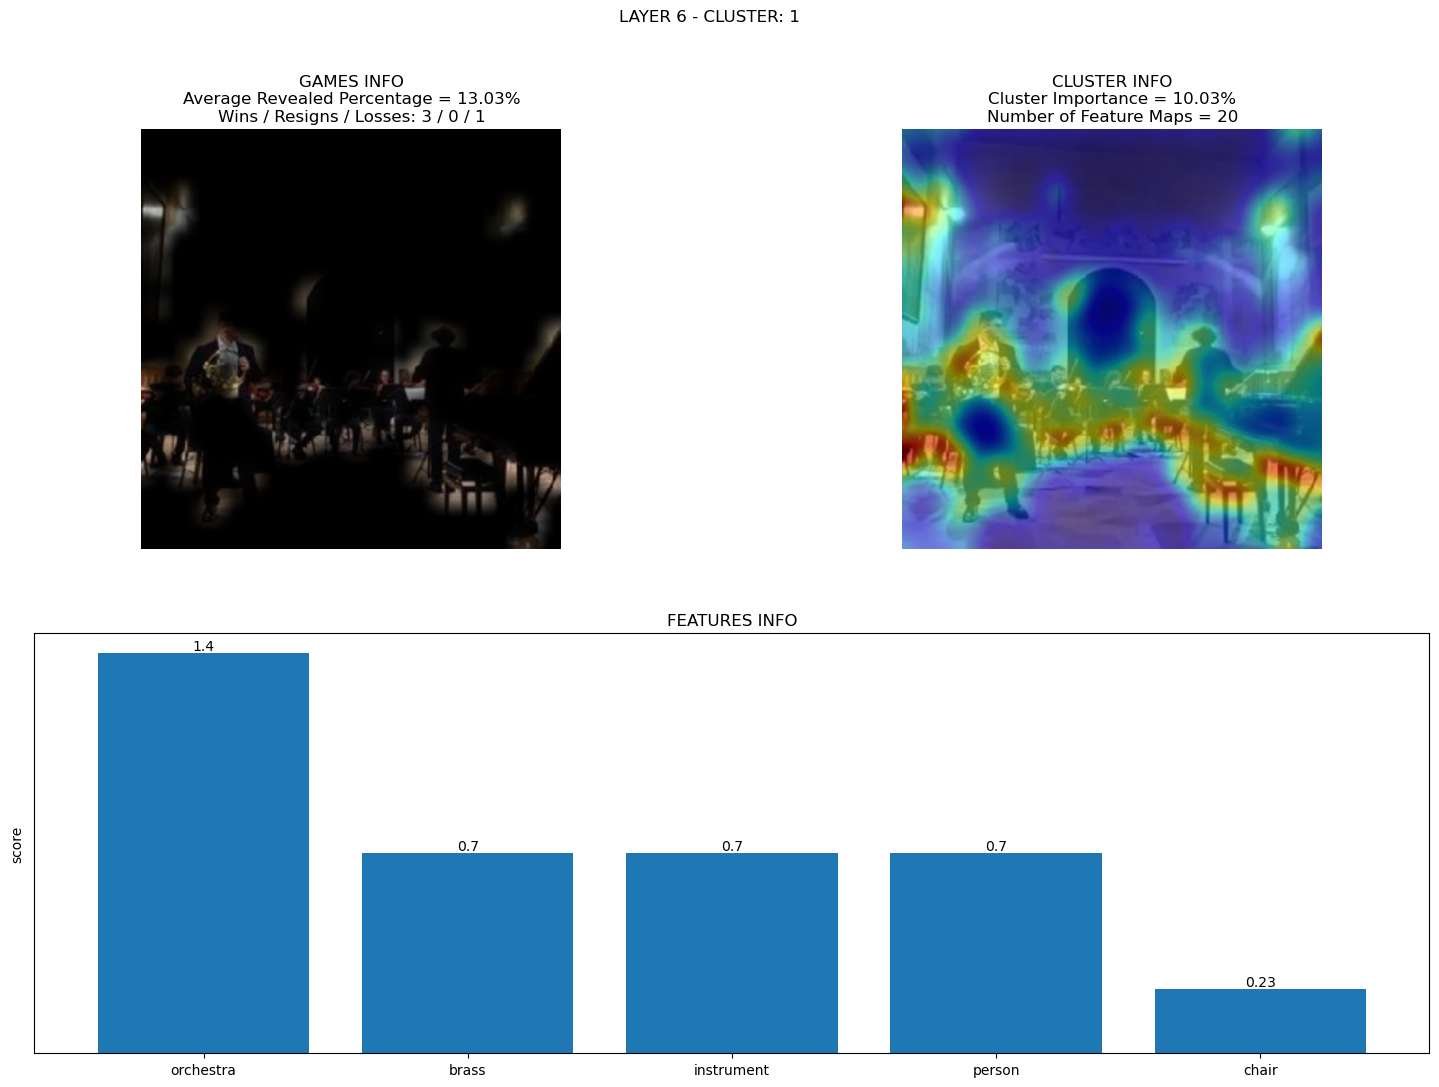 LAYER 6 - CLUSTER: 1
GAMES INFO
Average Revealed Percentage = 13.03%
Wins / Resigns / Losses: 3 / 0 / 1
CLUSTER INFO
Cluster Importance = 10.03%
Number of Feature Maps = 20
FEATURES INFO
score
1.4
0.7
0.7
0.7
0.23
orchestra
brass
instrument
person
chair